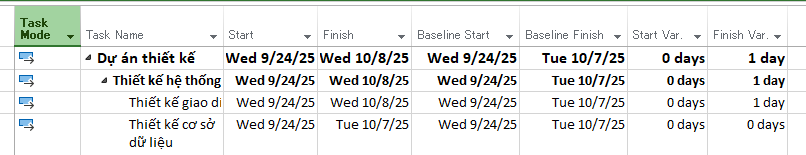 Task Mode Task Name Start Finish Baseline Start Baseline Finish Start Var. Finish Var.
Dự án thiết kế Wed 9/24/25 Wed 10/8/25 Wed 9/24/25 Tue 10/7/25 0 days 1 day
Thiết kế hệ thống Wed 9/24/25 Wed 10/8/25 Wed 9/24/25 Tue 10/7/25 0 days 1 day
Thiết kế giao di Wed 9/24/25 Wed 10/8/25 Wed 9/24/25 Tue 10/7/25 0 days 1 day
Thiết kế cơ sở dữ liệu Wed 9/24/25 Tue 10/7/25 Wed 9/24/25 Tue 10/7/25 0 days 0 days